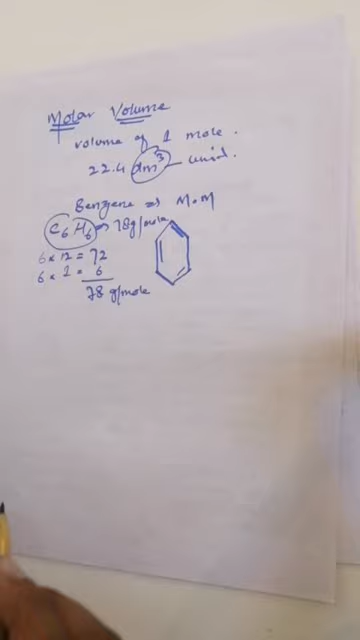 Molar Volume
volume of 1 mole.
22.4 dm³ — unit.
Benzene ⇒ M.M
C₆H₆ ⇒ 78g/mole
6 x 12 = 72
6 x 1 = 6
78 g/mole